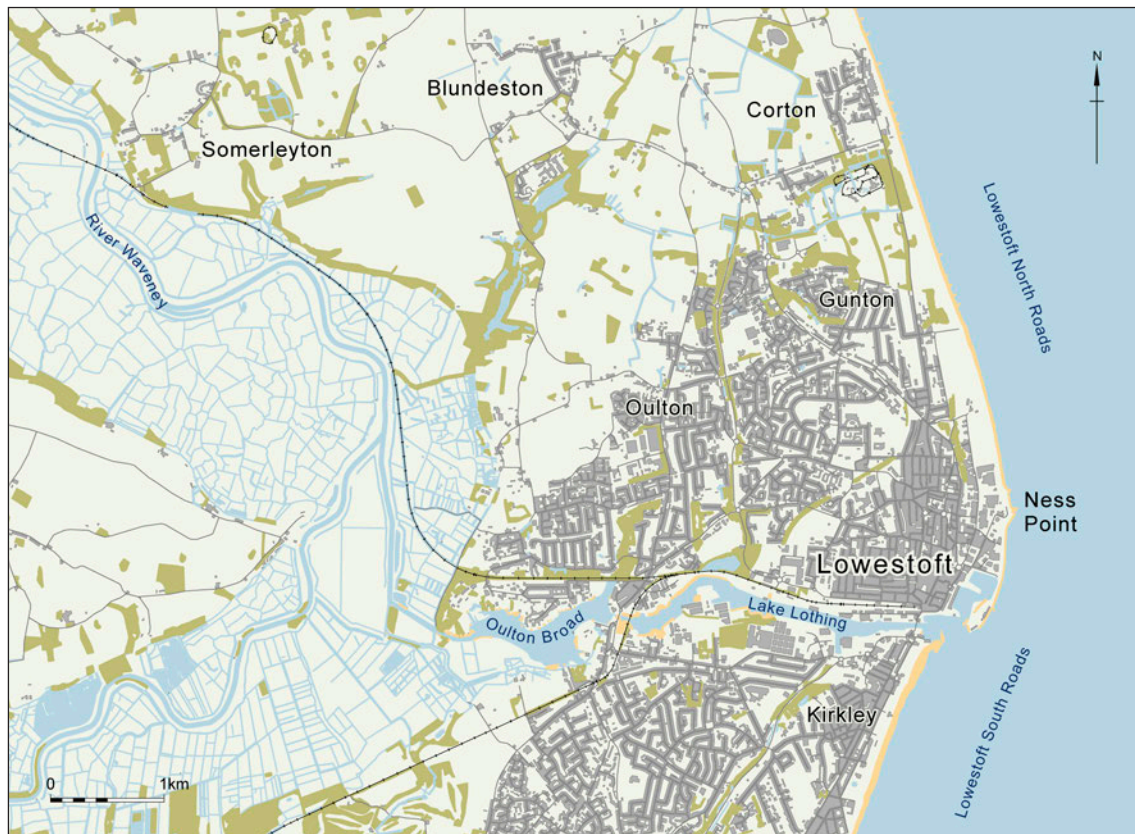 Blundeston
Corton
N
Somerleyton
River Waveney
Lowestoft North Roads
Gunton
Oulton
Ness
Point
Lowestoft
Lake Lothing
Oulton Broad
Kirkley
Lowestoft South Roads
0 1km